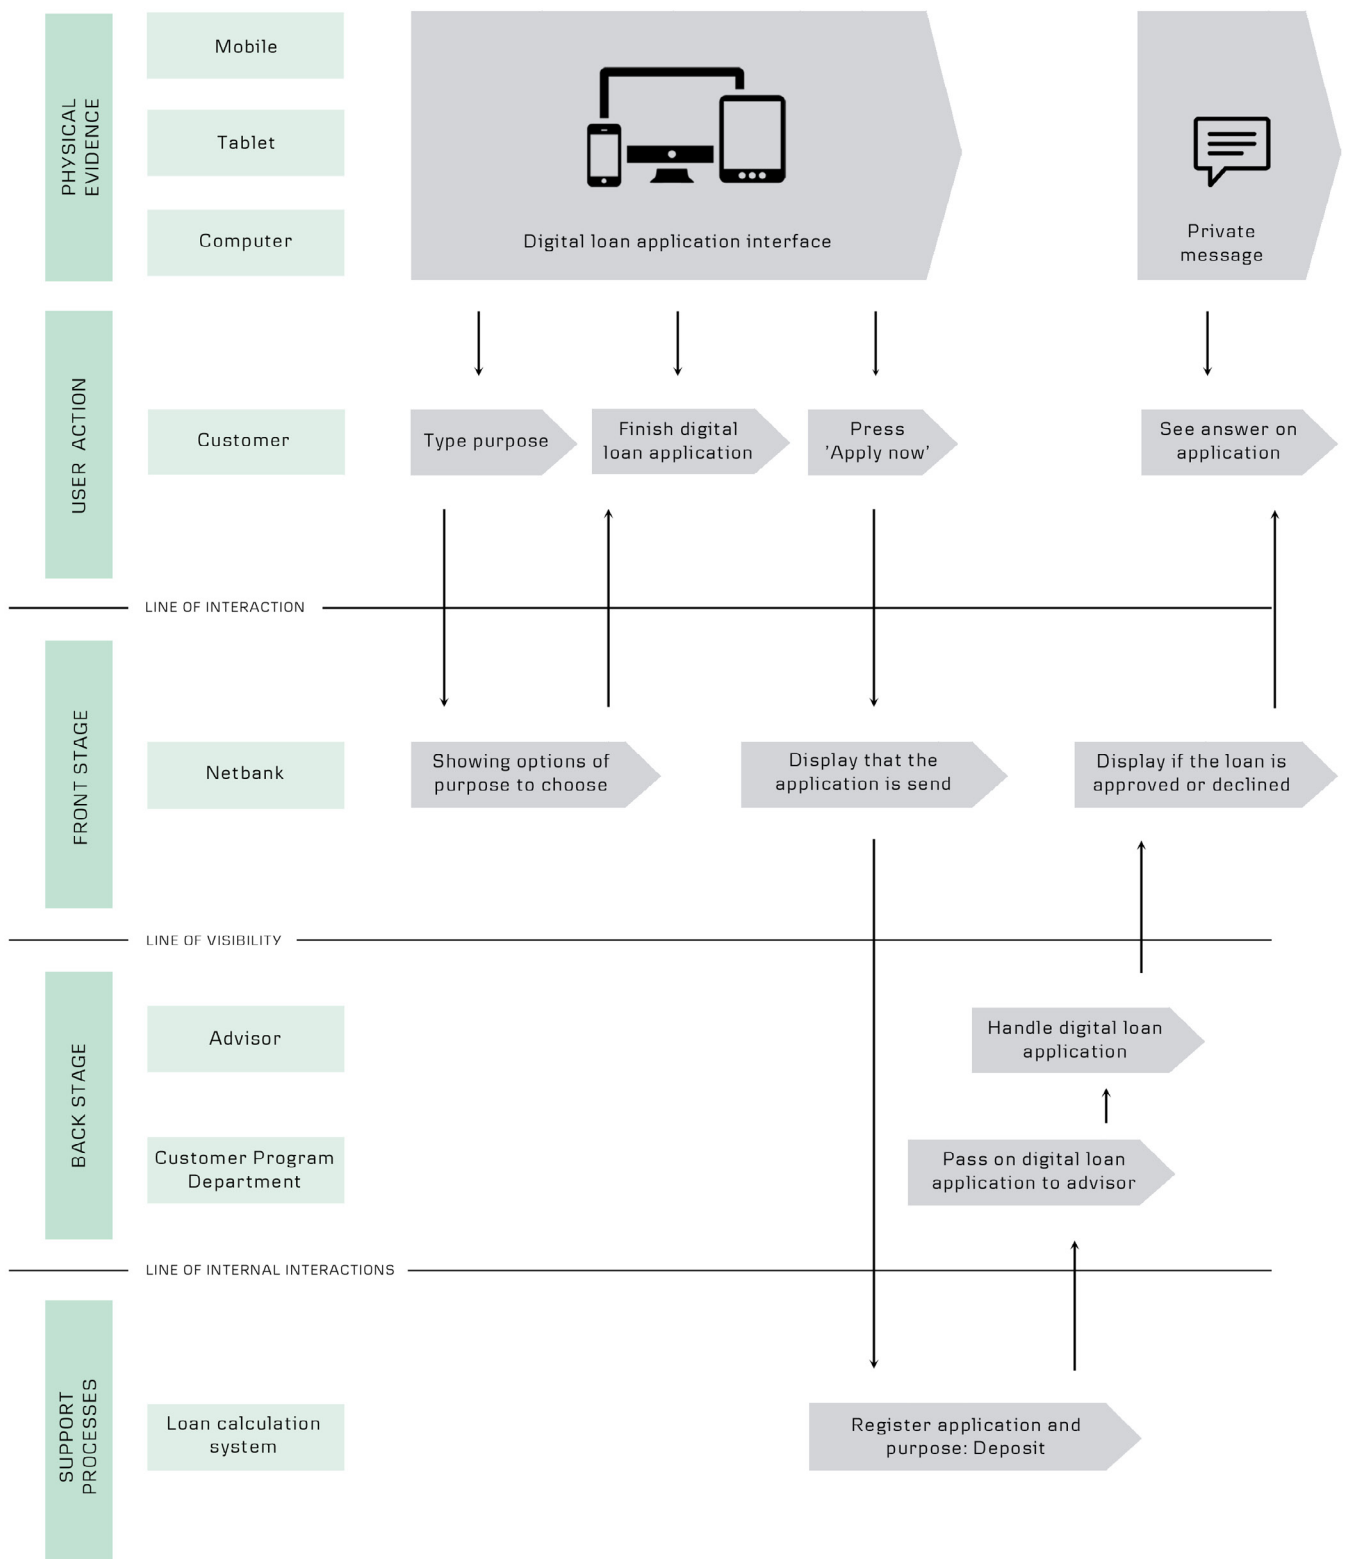 PHYSICAL
EVIDENCE
Mobile
Tablet
Computer
Digital loan application interface
Private
message
USER ACTION
Customer
Type purpose
Finish digital
loan application
Press
'Apply now'
See answer on
application
LINE OF INTERACTION
FRONT STAGE
Netbank
Showing options of
purpose to choose
Display that the
application is send
Display if the loan is
approved or declined
LINE OF VISIBILITY
BACK STAGE
Advisor
Handle digital loan
application
Customer Program
Department
Pass on digital loan
application to advisor
LINE OF INTERNAL INTERACTIONS
SUPPORT
PROCESSES
Loan calculation
system
Register application and
purpose: Deposit